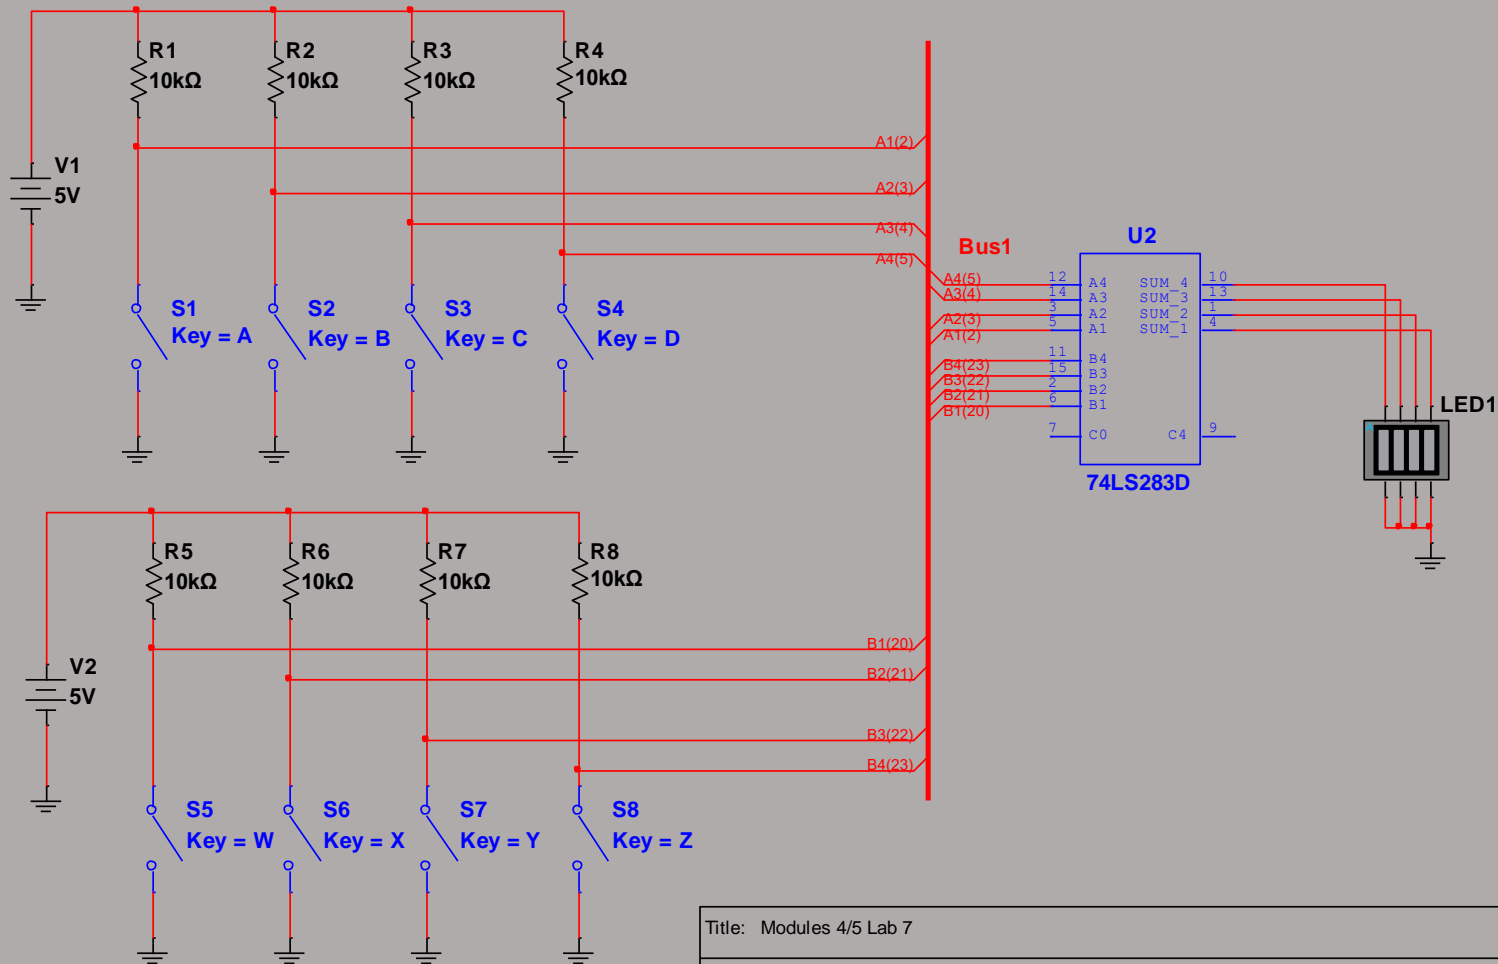 R1
10kΩ
R2
10kΩ
R3
10kΩ
R4
10kΩ
V1
5V
A1(2)
A2(3)
A3(4)
A4(5)
S1
Key = A
S2
Key = B
S3
Key = C
S4
Key = D
Bus1
A4(5)
A3(4)
A2(3)
A1(2)
B4(23)
B3(22)
B2(21)
B1(20)
U2
12 A4 SUM_4 10
14 A3 SUM_3 13
3 A2 SUM_2 1
5 A1 SUM_1 4
11 B4
15 B3
2 B2
6 B1
7 C0 C4 9
74LS283D
LED1
R5
10kΩ
R6
10kΩ
R7
10kΩ
R8
10kΩ
V2
5V
B1(20)
B2(21)
B3(22)
B4(23)
S5
Key = W
S6
Key = X
S7
Key = Y
S8
Key = Z
Title: Modules 4/5 Lab 7